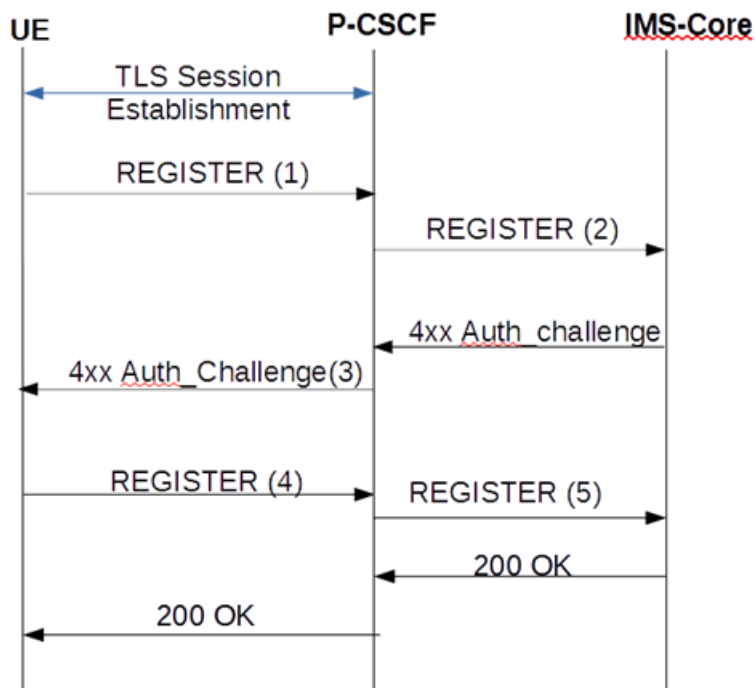 UE
P-CSCF
IMS-Core
TLS Session
Establishment
REGISTER (1)
REGISTER (2)
4xx Auth_challenge
4xx Auth_Challenge(3)
REGISTER (4)
REGISTER (5)
200 OK
200 OK